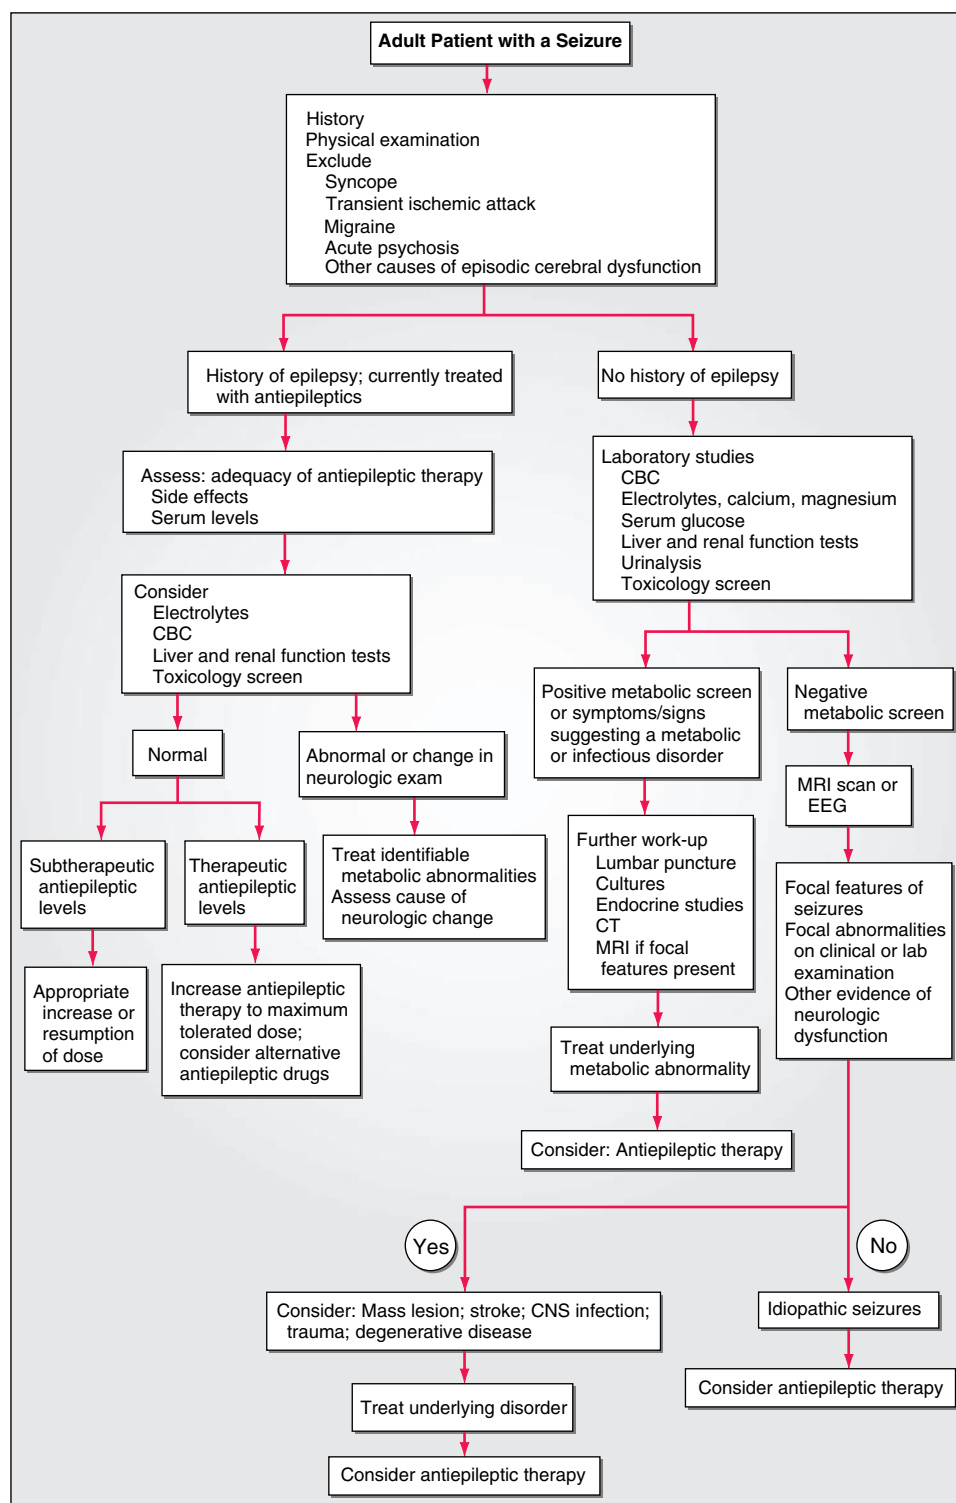 Adult Patient with a Seizure
History
Physical examination
Exclude
Syncope
Transient ischemic attack
Migraine
Acute psychosis
Other causes of episodic cerebral dysfunction
History of epilepsy; currently treated
with antiepileptics
No history of epilepsy
Assess: adequacy of antiepileptic therapy
Side effects
Serum levels
Laboratory studies
CBC
Electrolytes, calcium, magnesium
Serum glucose
Liver and renal function tests
Urinalysis
Toxicology screen
Consider
Electrolytes
CBC
Liver and renal function tests
Toxicology screen
Positive metabolic screen
or symptoms/signs
suggesting a metabolic
or infectious disorder
Negative
metabolic screen
Normal
Abnormal or change in
neurologic exam
MRI scan or
EEG
Subtherapeutic
antiepileptic
levels
Therapeutic
antiepileptic
levels
Treat identifiable
metabolic abnormalities
Assess cause of
neurologic change
Further work-up
Lumbar puncture
Cultures
Endocrine studies
CT
MRI if focal
features present
Focal features of
seizures
Focal abnormalities
on clinical or lab
examination
Other evidence of
neurologic
dysfunction
Appropriate
increase or
resumption
of dose
Increase antiepileptic
therapy to maximum
tolerated dose;
consider alternative
antiepileptic drugs
Treat underlying
metabolic abnormality
Consider: Antiepileptic therapy
Yes
No
Consider: Mass lesion; stroke; CNS infection;
trauma; degenerative disease
Idiopathic seizures
Treat underlying disorder
Consider antiepileptic therapy
Consider antiepileptic therapy